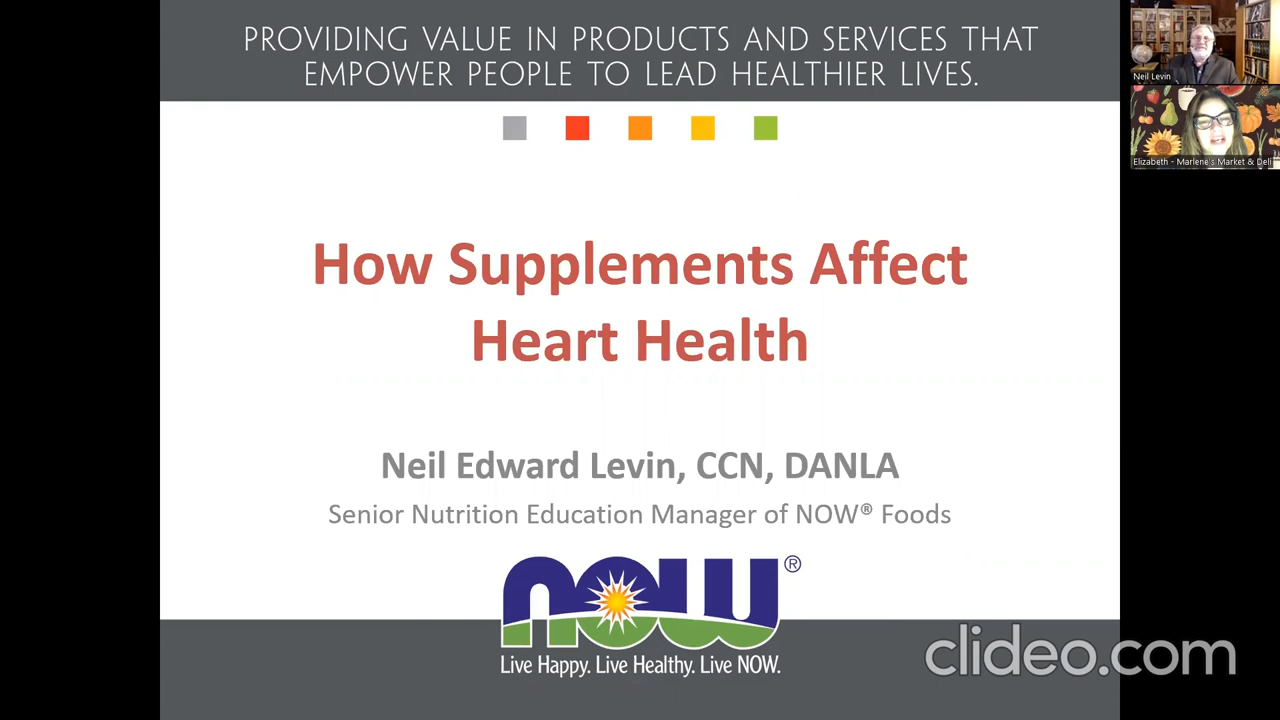 PROVIDING VALUE IN PRODUCTS AND SERVICES THAT
EMPOWER PEOPLE TO LEAD HEALTHIER LIVES.
How Supplements Affect
Heart Health
Neil Edward Levin, CCN, DANLA
Senior Nutrition Education Manager of NOW® Foods
now®
Live Happy. Live Healthy. Live NOW.
Neil Levin
Elizabeth - Marlene's Market & Deli
clideo.com